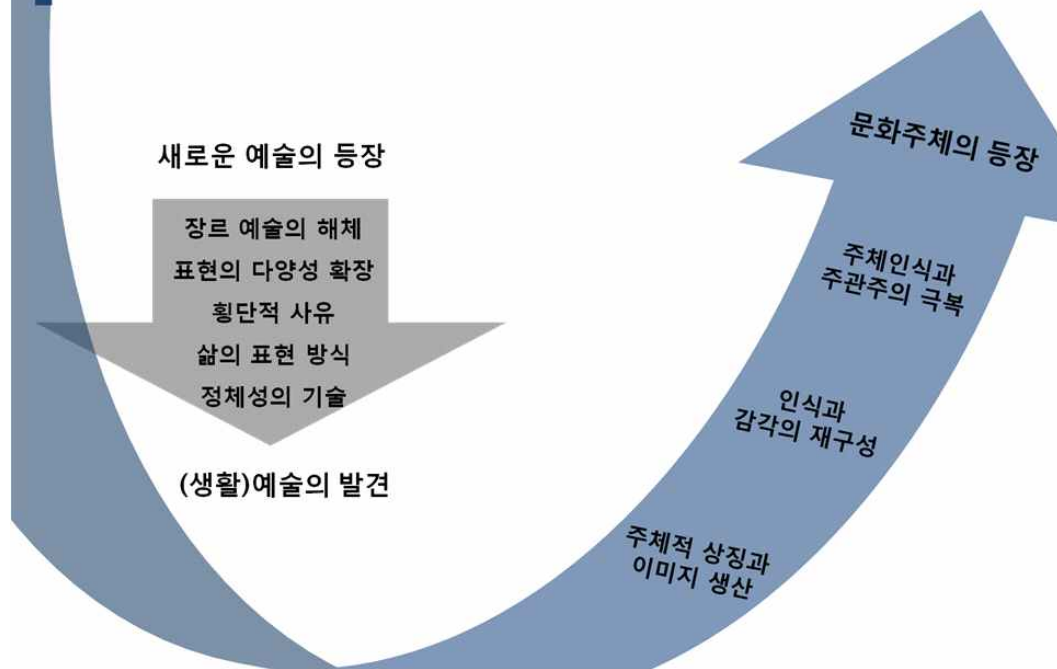 새로운 예술의 등장
장르 예술의 해체
표현의 다양성 확장
횡단적 사유
삶의 표현 방식
정체성의 기술
(생활)예술의 발견
문화주체의 등장
주체인식과
주관주의 극복
인식과
감각의 재구성
주체적 상징과
이미지 생산